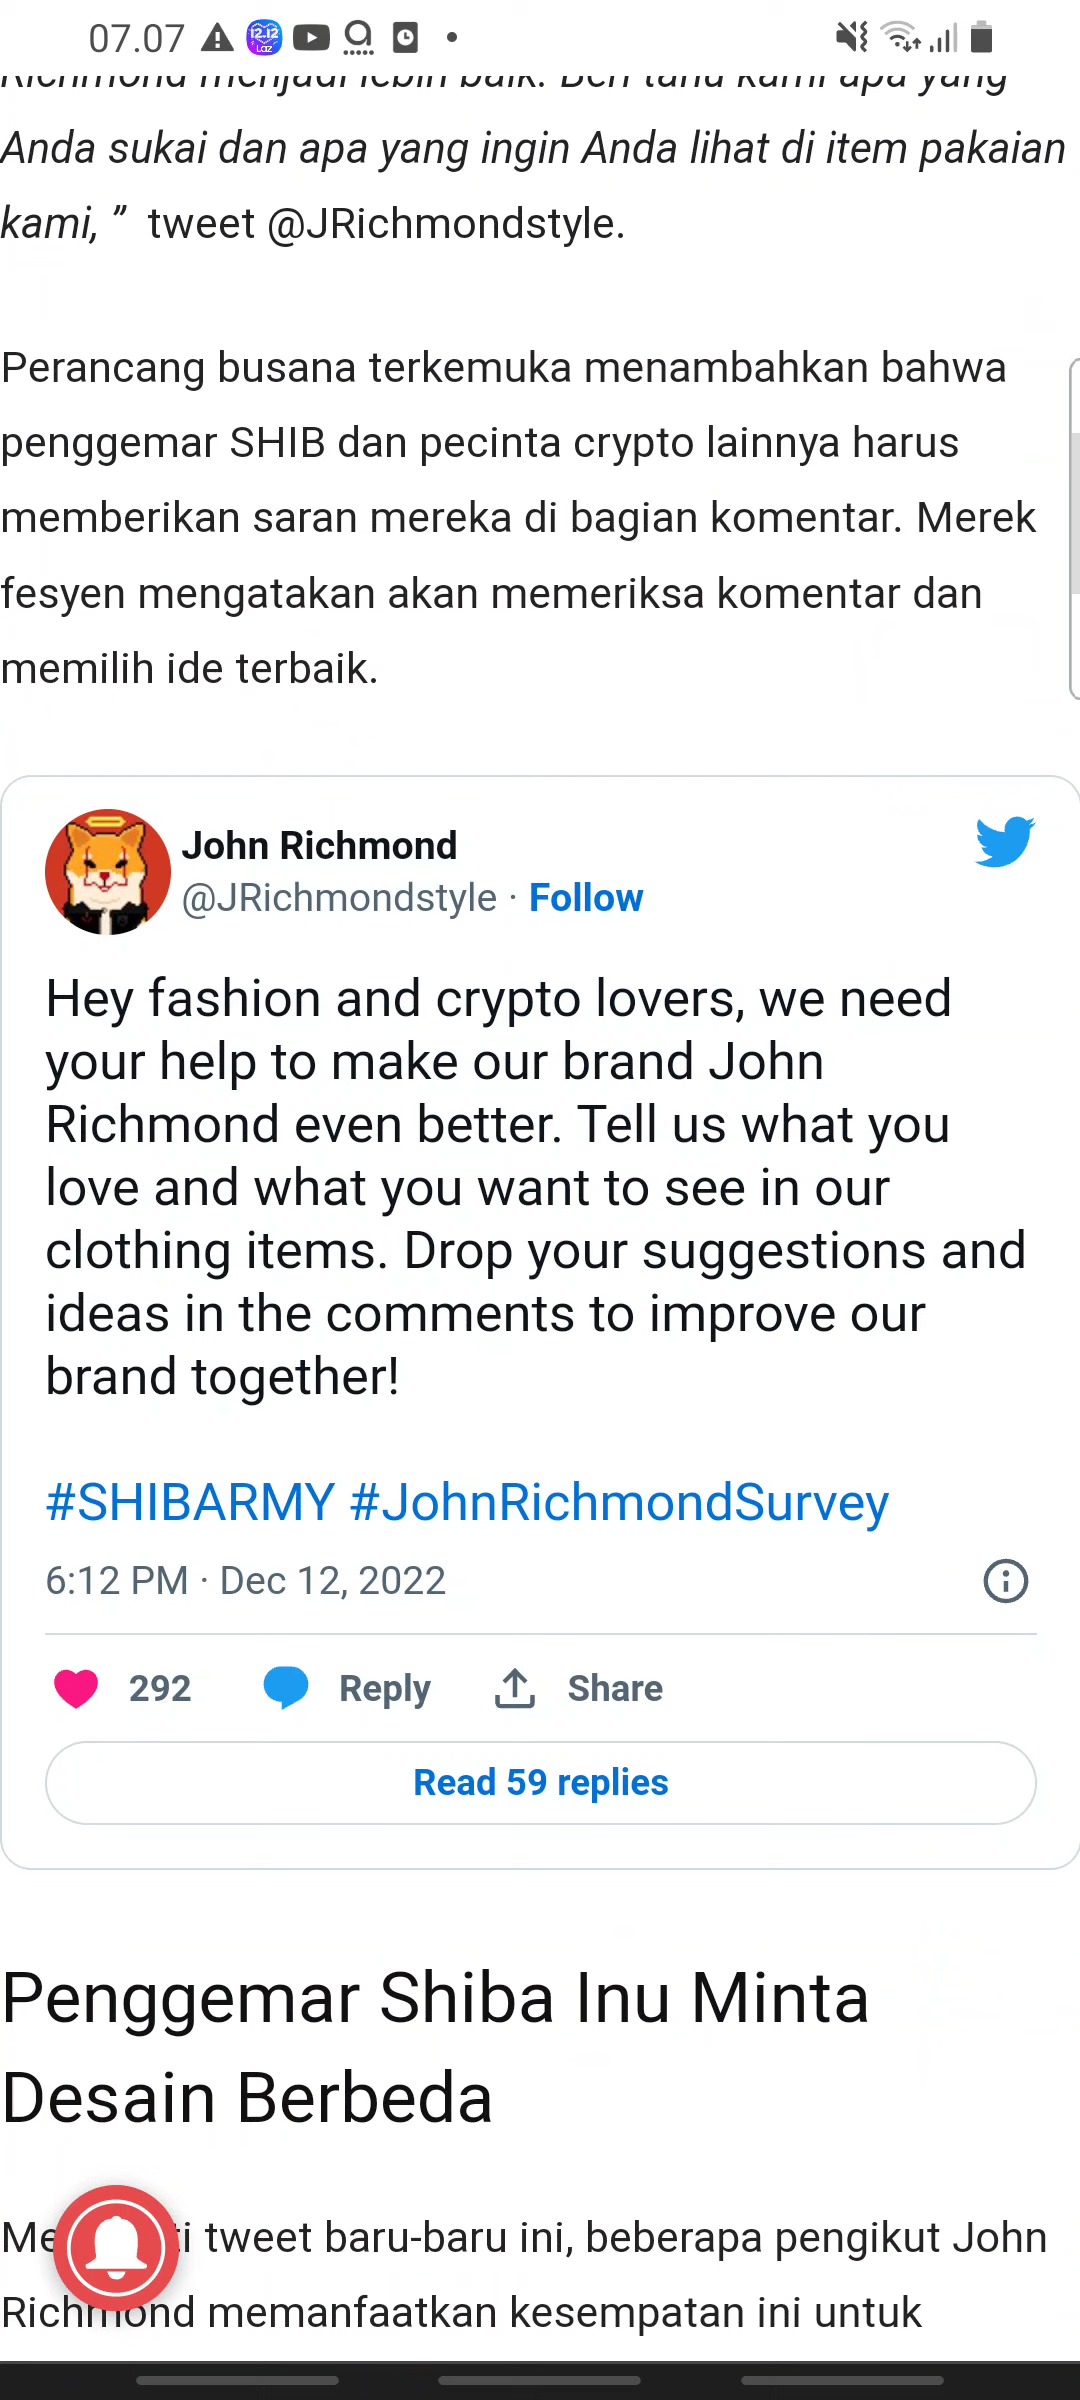 07.07
12.12
Laz
Anda sukai dan apa yang ingin Anda lihat di item pakaian
kami, ” tweet @JRichmondstyle.
Perancang busana terkemuka menambahkan bahwa
penggemar SHIB dan pecinta crypto lainnya harus
memberikan saran mereka di bagian komentar. Merek
fesyen mengatakan akan memeriksa komentar dan
memilih ide terbaik.
John Richmond
@JRichmondstyle · Follow
Hey fashion and crypto lovers, we need
your help to make our brand John
Richmond even better. Tell us what you
love and what you want to see in our
clothing items. Drop your suggestions and
ideas in the comments to improve our
brand together!
#SHIBARMY #JohnRichmondSurvey
6:12 PM · Dec 12, 2022
292 Reply Share
Read 59 replies
Penggemar Shiba Inu Minta
Desain Berbeda
tweet baru-baru ini, beberapa pengikut John
Richmond memanfaatkan kesempatan ini untuk